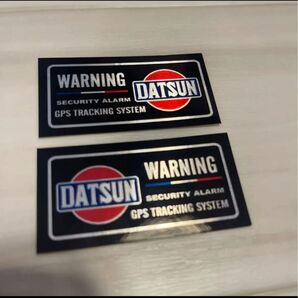 WARNING
DATSUN
SECURITY ALARM
GPS TRACKING SYSTEM
WARNING
DATSUN
SECURITY ALARM
GPS TRACKING SYSTEM